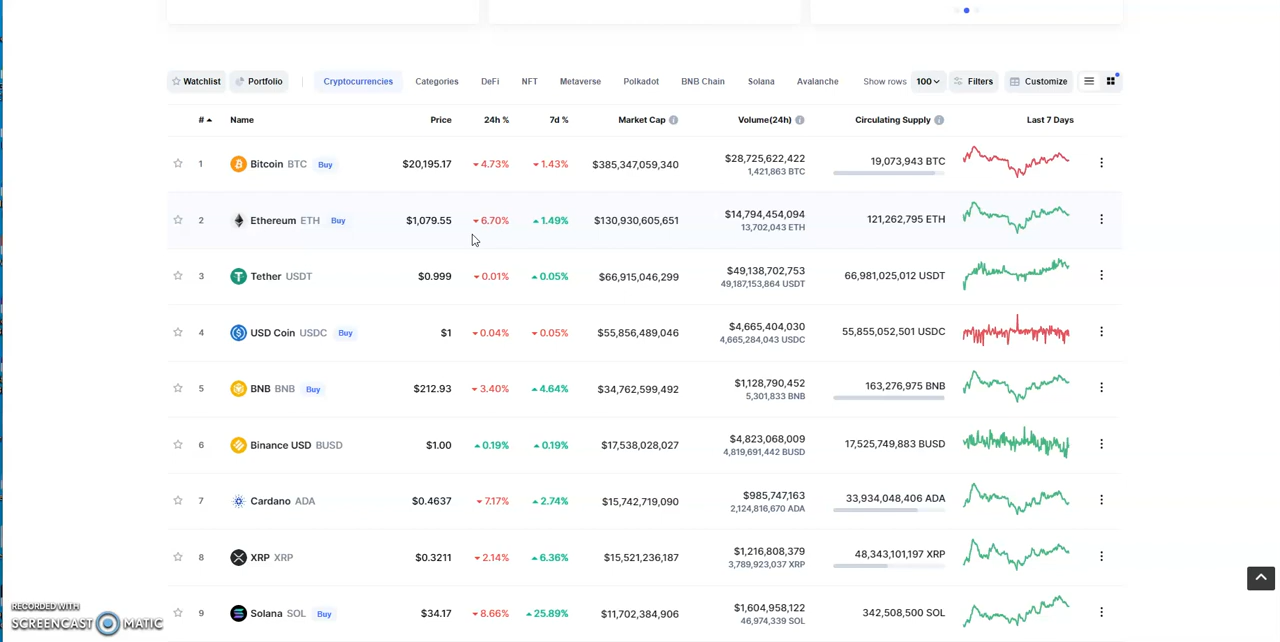 Watchlist Portfolio Cryptocurrencies Categories DeFi NFT Metaverse Polkadot BNB Chain Solana Avalanche Show rows 100 Filters Customize
# Name Price 24h % 7d % Market Cap Volume(24h) Circulating Supply Last 7 Days
1 Bitcoin BTC Buy $20,195.17 4.73% 1.43% $385,347,059,340 $28,725,622,422 19,073,943 BTC
1,421,863 BTC
2 Ethereum ETH Buy $1,079.55 6.70% 1.49% $130,930,605,651 $14,794,454,094 121,262,795 ETH
13,702,043 ETH
3 Tether USDT $0.999 0.01% 0.05% $66,915,046,299 $49,138,702,753 66,981,025,012 USDT
49,187,153,864 USDT
4 USD Coin USDC Buy $1 0.04% 0.05% $55,856,489,046 $4,665,404,030 55,855,052,501 USDC
4,665,284,043 USDC
5 BNB BNB Buy $212.93 3.40% 4.64% $34,762,599,492 $1,128,790,452 163,276,975 BNB
5,301,833 BNB
6 Binance USD BUSD $1.00 0.19% 0.19% $17,538,028,027 $4,823,068,009 17,525,749,883 BUSD
4,819,691,442 BUSD
7 Cardano ADA $0.4637 7.17% 2.74% $15,742,719,090 $985,747,163 33,934,048,406 ADA
2,124,816,670 ADA
8 XRP XRP $0.3211 2.14% 6.36% $15,521,236,187 $1,216,808,379 48,343,101,197 XRP
3,789,923,037 XRP
9 Solana SOL Buy $34.17 8.66% 25.89% $11,702,384,906 $1,604,958,122 342,508,500 SOL
46,974,339 SOL
RECORDED WITH
SCREENCAST MATIC